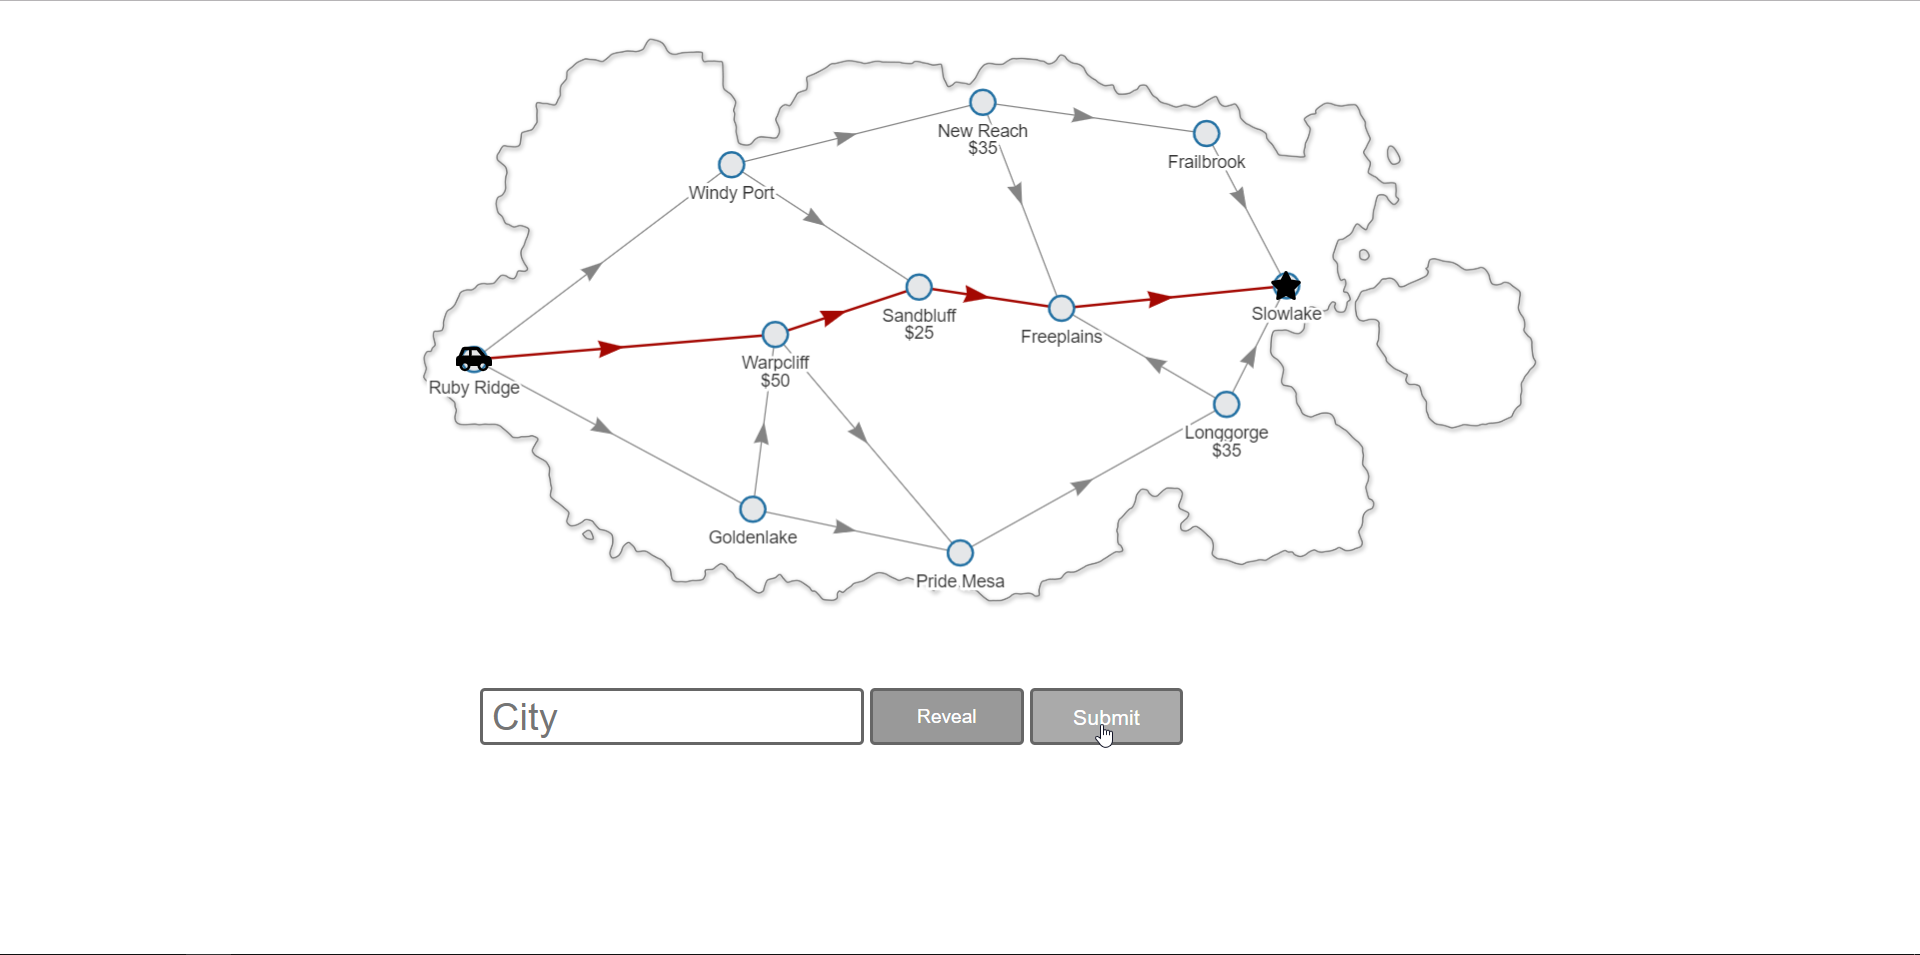 New Reach
$35
Frailbrook
Windy Port
Sandbluff
$25
Slowlake
Freeplains
Warpcliff
$50
Ruby Ridge
Longgorge
$35
Goldenlake
Pride Mesa
City
Reveal
Submit